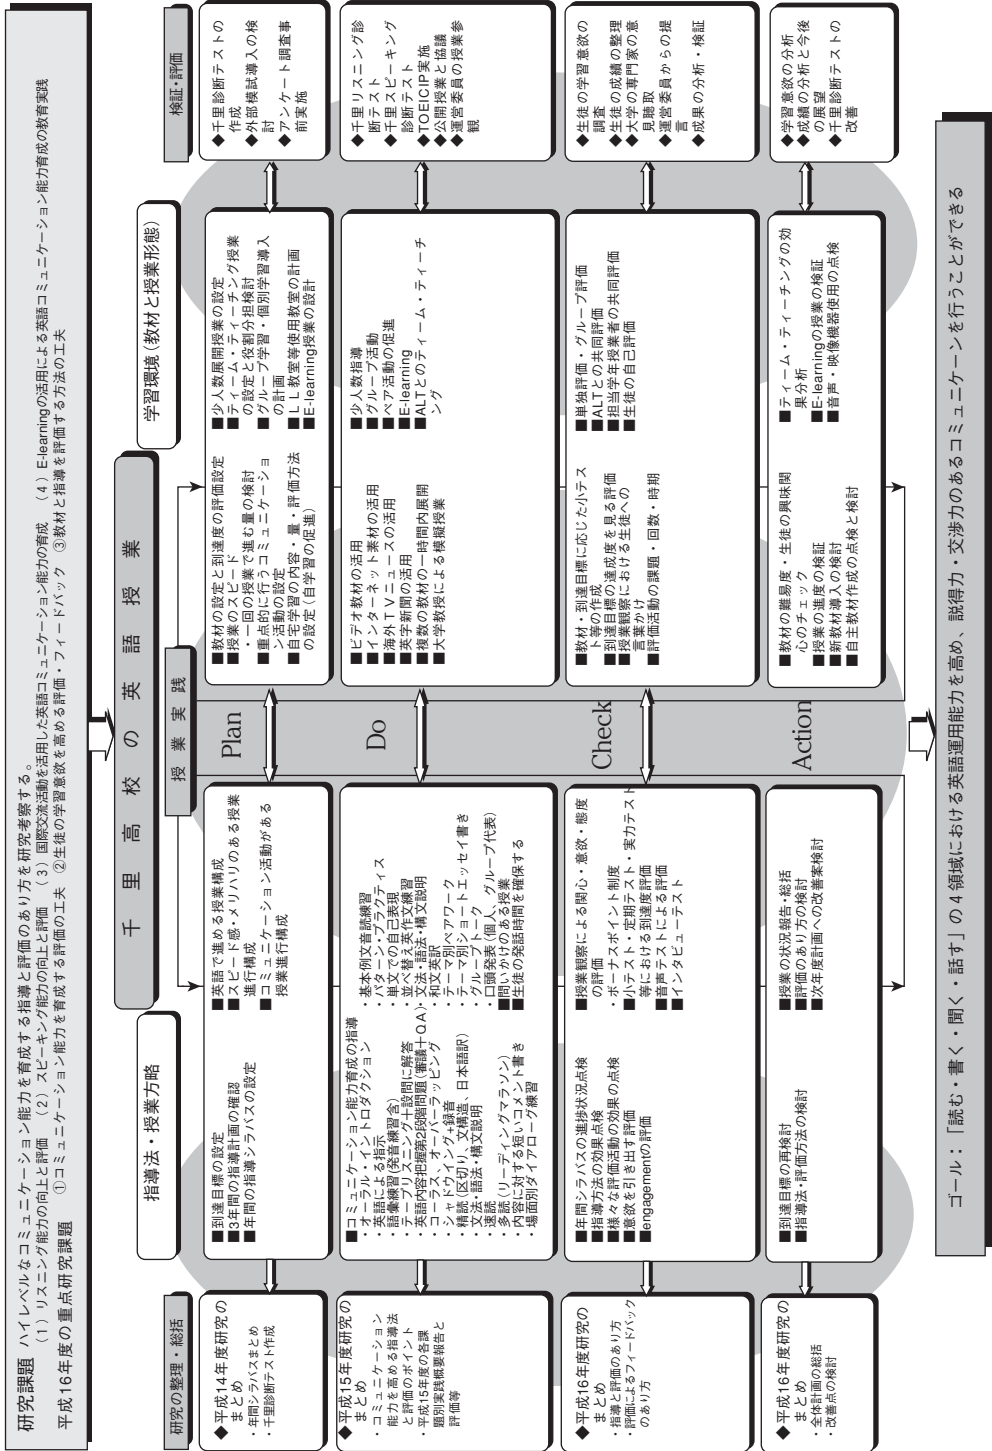 研究課題 ハイレベルなコミュニケーション能力を育成する指導と評価のあり方を研究考察する。
（1）リスニング能力の向上と評価 （2）スピーキング能力の向上と評価 （3）国際交流活動を活用した英語コミュニケーション能力の育成 （4）E-learningの活用による英語コミュニケーション能力育成の教育実践
平成16年度の重点研究課題 ①コミュニケーション能力を育成する評価の工夫 ②生徒の学習意欲を高める評価・フィードバック ③教材と指導を評価する方法の工夫
千里高校の英語授業
研究の整理・総括
指導法・授業方略
授業実践
学習環境（教材と授業形態）
検証・評価
◆平成14年度研究の
まとめ
・年間シラバスまとめ
・千里診断テスト作成
■到達目標の設定
■3年間の指導計画の確認
■年間の指導シラバスの設定
■英語で進める授業構成
■スピード感・メリハリのある授業
進行構成
■コミュニケーション活動がある
授業進行構成
Plan
■教材の設定と到達度の評価設定
■授業のスピード
・一回の授業で進む量の検討
■重点的に行うコミュニケーショ
ン活動の設定
■自宅学習の内容・量・評価方法
の設定（自学習の促進）
■少人数展開授業の設定
■ティーム・ティーチング授業
の設定と役割分担検討
■グループ学習・個別学習導入
の計画
■ＬＬ教室等使用教室の計画
■E-learning授業の設計
◆千里診断テストの
作成
◆外部模試導入の検
討
◆アンケート調査事
前実施
◆平成15年度研究の
まとめ
・コミュニケーション
能力を高める指導法
と評価のポイント
・平成15年度の各課
題別実践概要報告と
評価等
■コミュニケーション能力育成の指導
・オーラル・イントロダクション
・英語による指示
・語彙練習(発音練習含)
・テープリスニング＋設問に解答
・英語内容把握第2段階問題(審議＋ＱＡ)
・コーラス、オーバーラッピング
・シャドウイング,+録音
・精読(区切り、文構造、日本語訳)
・文法・語法・構文説明
・速読
・多読(リーディングマラソン)
・内容に対する短いコメント書き
・場面別ダイアローグ練習
・基本例文音読練習
・パターン・プラクティス
・単文での自己表現
・並べ替え英作文練習
・文法・語法・構文説明
・和文英訳
・テーマ別ペアワーク
・テーマ別ショートエッセイ書き
・グループトーク
・口頭発表(個人、グループ代表)
■問いかけのある授業
■生徒の発話時間を確保する
Do
■ビデオ教材の活用
■インターネット素材の活用
■海外ＴＶニュースの活用
■英字新聞の活用
■複数の教材の一時間内展開
■大学教授による模擬授業
■少人数指導
■グループ活動
■ペア活動の促進
■E-learning
■ALTとのティーム・ティーチ
ング
◆千里リスニング診
断テスト
◆千里スピーキング
診断テスト
◆TOEICIP実施
◆公開授業と協議
◆運営委員の授業参
観
◆平成16年度研究の
まとめ
・指導と評価のあり方
・評価によるフィードバック
のあり方
■年間シラバスの進捗状況点検
■指導方法の効果点検
■様々な評価活動の効果の点検
■意欲を引き出す評価
■engagementの評価
■授業観察による関心・意欲・態度
の評価
・ボーナスポイント制度
■小テスト・定期テスト・実力テスト
等における到達度評価
■音声テストによる評価
■インタビューテスト
Check
■教材・到達目標に応じた小テス
ト等の作成
■到達目標の達成度を見る評価
■授業観察における生徒への
言葉かけ
■評価活動の課題・回数・時期
■単独評価・グループ評価
■ALTとの共同評価
■担当学年授業者の共同評価
■生徒の自己評価
◆生徒の学習意欲の
調査
◆生徒の成績の整理
◆大学の専門家の意
見聴取
◆運営委員からの提
言
◆成果の分析・検証
◆平成16年度研究の
まとめ
・全体計画の総括
・改善点の検討
■到達目標の再検討
■指導法・評価方法の検討
■授業の状況報告・総括
■評価のあり方の検討
■次年度計画への改善案検討
Action
■教材の難易度・生徒の興味関
心のチェック
■授業の進度の検証
■新教材導入の検討
■自主教材作成の点検と検討
■ティーム・ティーチングの効
果分析
■E-learningの授業の検証
■音声・映像機器使用の点検
◆学習意欲の分析
◆成績の分析と今後
の展望
◆千里診断テストの
改善
ゴール：「読む・書く・聞く・話す」の４領域における英語運用能力を高め、説得力・交渉力のあるコミュニケーンを行うことができる